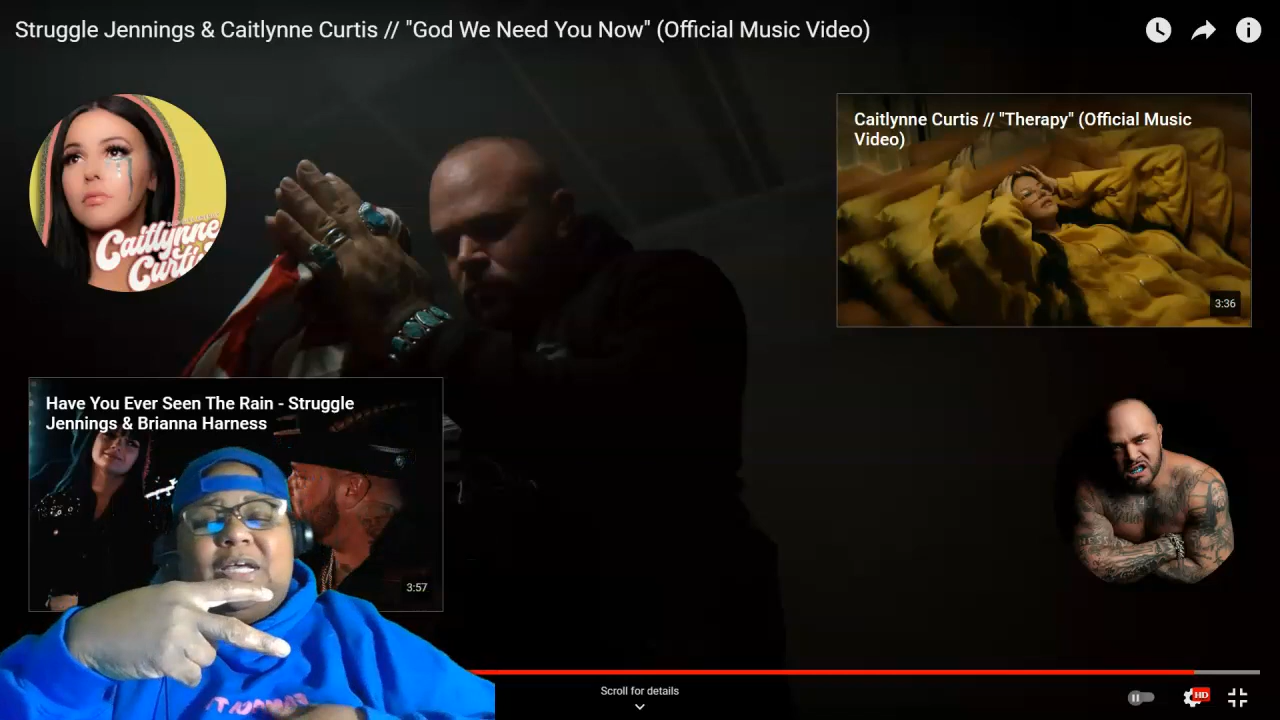 Struggle Jennings & Caitlynne Curtis // "God We Need You Now" (Official Music Video)
Caitlynne
Curtis
Caitlynne Curtis // "Therapy" (Official Music
Video)
3:36
Have You Ever Seen The Rain - Struggle
Jennings & Brianna Harness
3:57
Scroll for details
HD